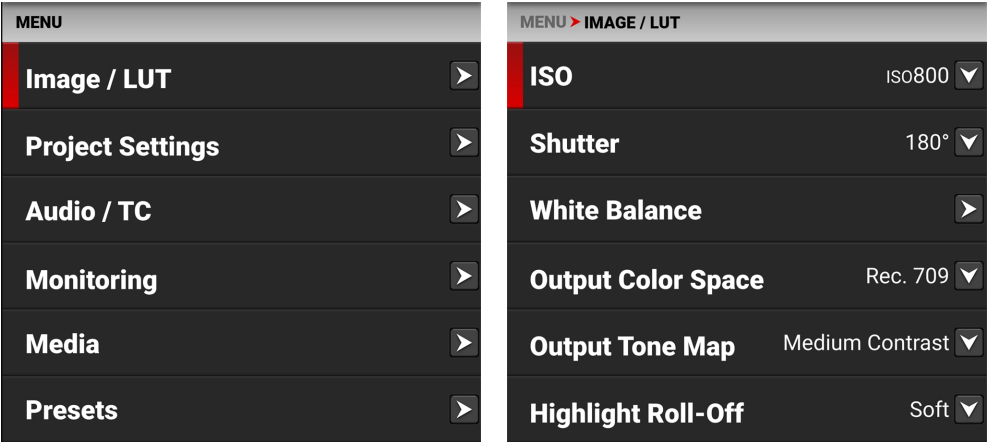 MENU
Image / LUT
Project Settings
Audio / TC
Monitoring
Media
Presets
MENU IMAGE / LUT
ISO ISO800
Shutter 180°
White Balance
Output Color Space Rec. 709
Output Tone Map Medium Contrast
Highlight Roll-Off Soft